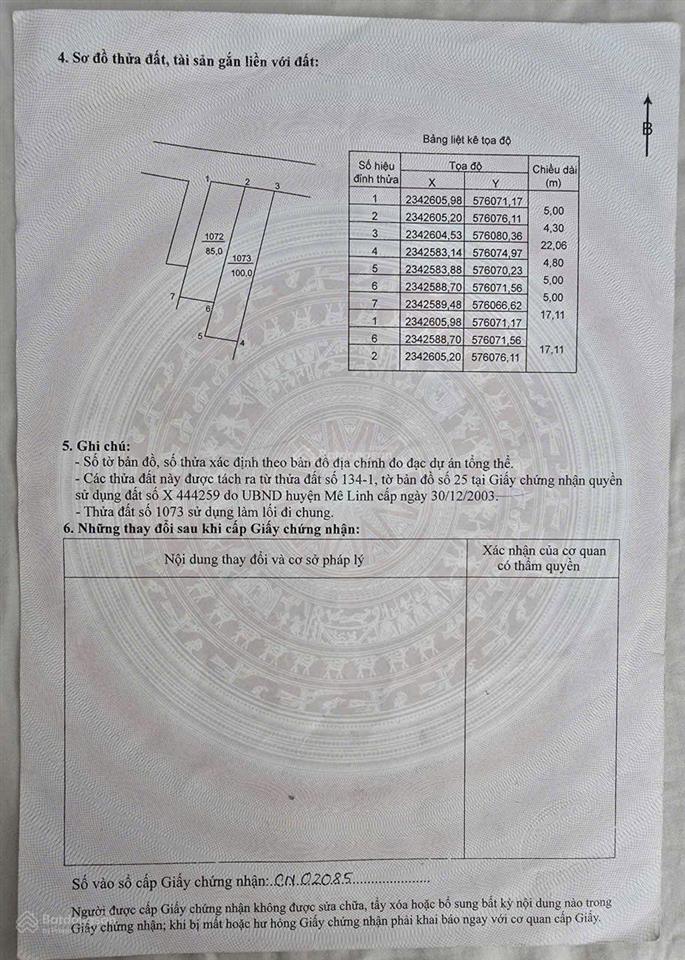 4. Sơ đồ thửa đất, tài sản gắn liền với đất:
B
1
2
3
1072
85,0
1073
100,0
7
6
5
4
Bảng liệt kê tọa độ
Số hiệu đỉnh thửa
Tọa độ
Chiều dài (m)
X
Y
1 2342605,98 576071,17
5,00
2 2342605,20 576076,11
4,30
3 2342604,53 576080,36
22,06
4 2342583,14 576074,97
4,80
5 2342583,88 576070,23
5,00
6 2342588,70 576071,56
5,00
7 2342589,48 576066,62
17,11
1 2342605,98 576071,17
6 2342588,70 576071,56
17,11
2 2342605,20 576076,11
5. Ghi chú:
- Số tờ bản đồ, số thửa xác định theo bản đồ địa chính đo đạc dự án tổng thể.
- Các thửa đất này được tách ra từ thửa đất số 134-1, tờ bản đồ số 25 tại Giấy chứng nhận quyền
sử dụng đất số X 444259 do UBND huyện Mê Linh cấp ngày 30/12/2003.
- Thửa đất số 1073 sử dụng làm lối đi chung.
6. Những thay đổi sau khi cấp Giấy chứng nhận:
Nội dung thay đổi và cơ sở pháp lý
Xác nhận của cơ quan
có thẩm quyền
Số vào sổ cấp Giấy chứng nhận:.CN.02085....................
Người được cấp Giấy chứng nhận không được sửa chữa, tẩy xóa hoặc bổ sung bất kỳ nội dung nào trong
Giấy chứng nhận; khi bị mất hoặc hư hỏng Giấy chứng nhận phải khai báo ngay với cơ quan cấp Giấy.
Batdongsan